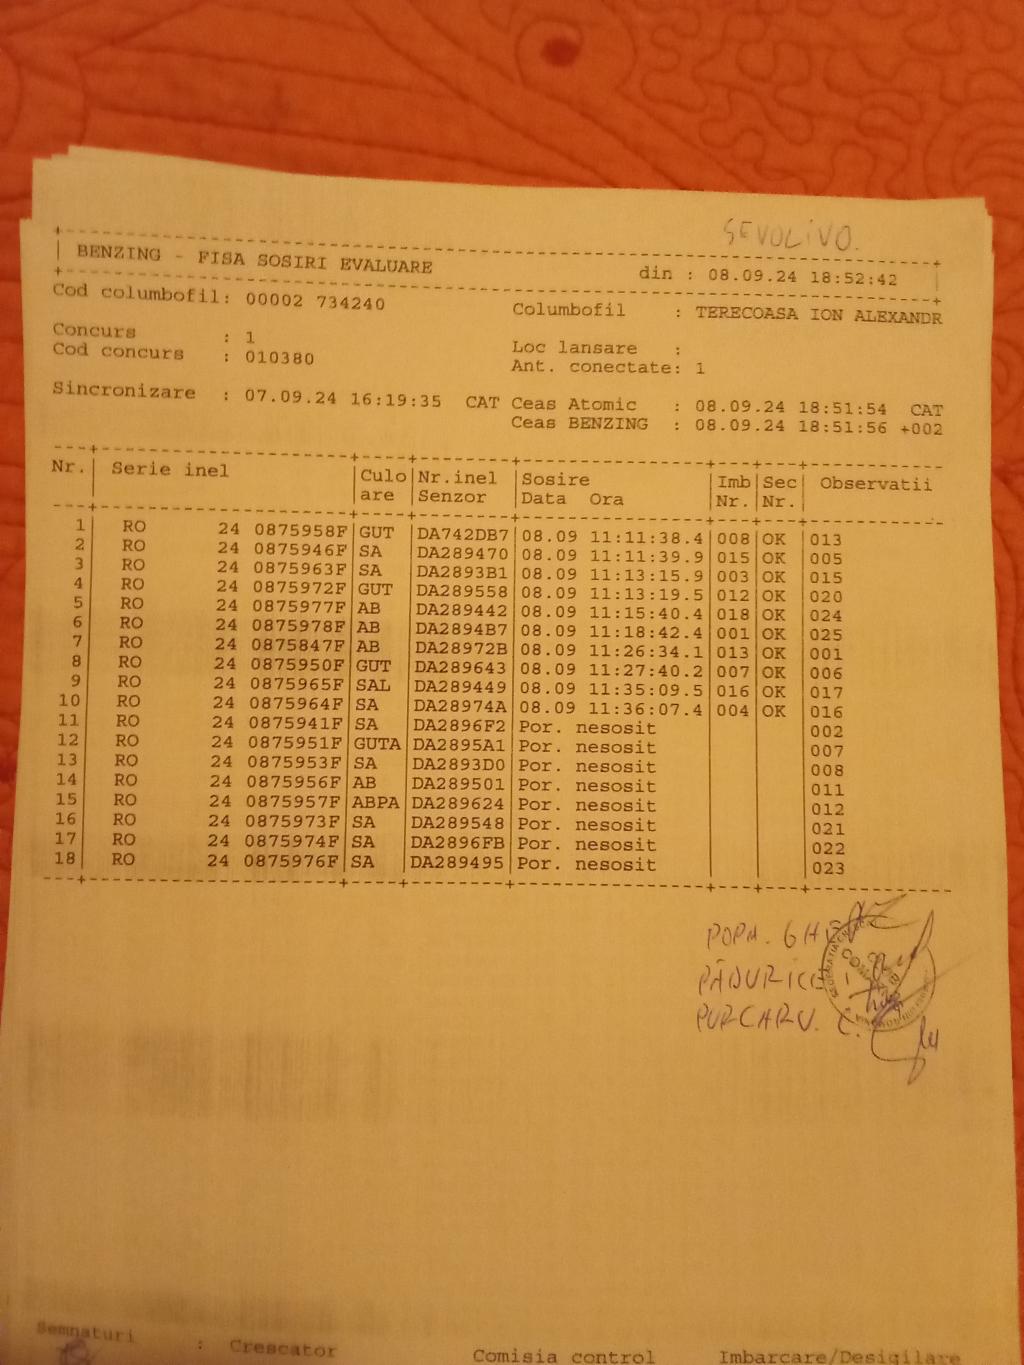 SEVOLIVO.
BENZING - FISA SOSIRI EVALUARE din : 08.09.24 18:52:42
Cod columbofil: 00002 734240 Columbofil : TERECOASA ION ALEXANDR
Concurs : 1 Loc lansare :
Cod concurs : 010380 Ant. conectate: 1
Sincronizare : 07.09.24 16:19:35 CAT Ceas Atomic : 08.09.24 18:51:54 CAT
Ceas BENZING : 08.09.24 18:51:56 +002
Nr. Serie inel Culo Nr.inel Sosire Imb Sec Observatii
are Senzor Data Ora Nr. Nr.
1 RO 24 0875958F GUT DA742DB7 08.09 11:11:38.4 008 OK 013
2 RO 24 0875946F SA DA289470 08.09 11:11:39.9 015 OK 005
3 RO 24 0875963F SA DA2893B1 08.09 11:13:15.9 003 OK 015
4 RO 24 0875972F GUT DA289558 08.09 11:13:19.5 012 OK 020
5 RO 24 0875977F AB DA289442 08.09 11:15:40.4 018 OK 024
6 RO 24 0875978F AB DA2894B7 08.09 11:18:42.4 001 OK 025
7 RO 24 0875847F AB DA28972B 08.09 11:26:34.1 013 OK 001
8 RO 24 0875950F GUT DA289643 08.09 11:27:40.2 007 OK 006
9 RO 24 0875965F SAL DA289449 08.09 11:35:09.5 016 OK 017
10 RO 24 0875964F SA DA28974A 08.09 11:36:07.4 004 OK 016
11 RO 24 0875941F SA DA2896F2 Por. nesosit 002
12 RO 24 0875951F GUTA DA2895A1 Por. nesosit 007
13 RO 24 0875953F SA DA2893D0 Por. nesosit 008
14 RO 24 0875956F AB DA289501 Por. nesosit 011
15 RO 24 0875957F ABPA DA289624 Por. nesosit 012
16 RO 24 0875973F SA DA289548 Por. nesosit 021
17 RO 24 0875974F SA DA2896FB Por. nesosit 022
18 RO 24 0875976F SA DA289495 Por. nesosit 023
POPA. GH
PĂDURICE
PURCARU. C.
Semnaturi : Crescator Comisia control Imbarcare/Desigilare